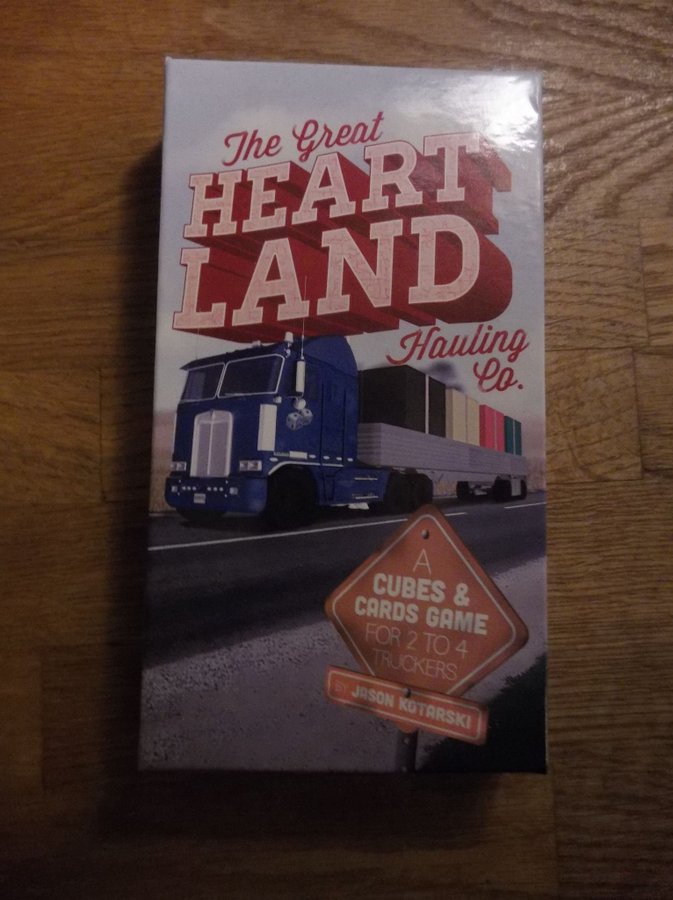 The Great
HEART
LAND
Hauling
Co.
A
CUBES &
CARDS GAME
FOR 2 TO 4
TRUCKERS
BY JASON KOTARSKI